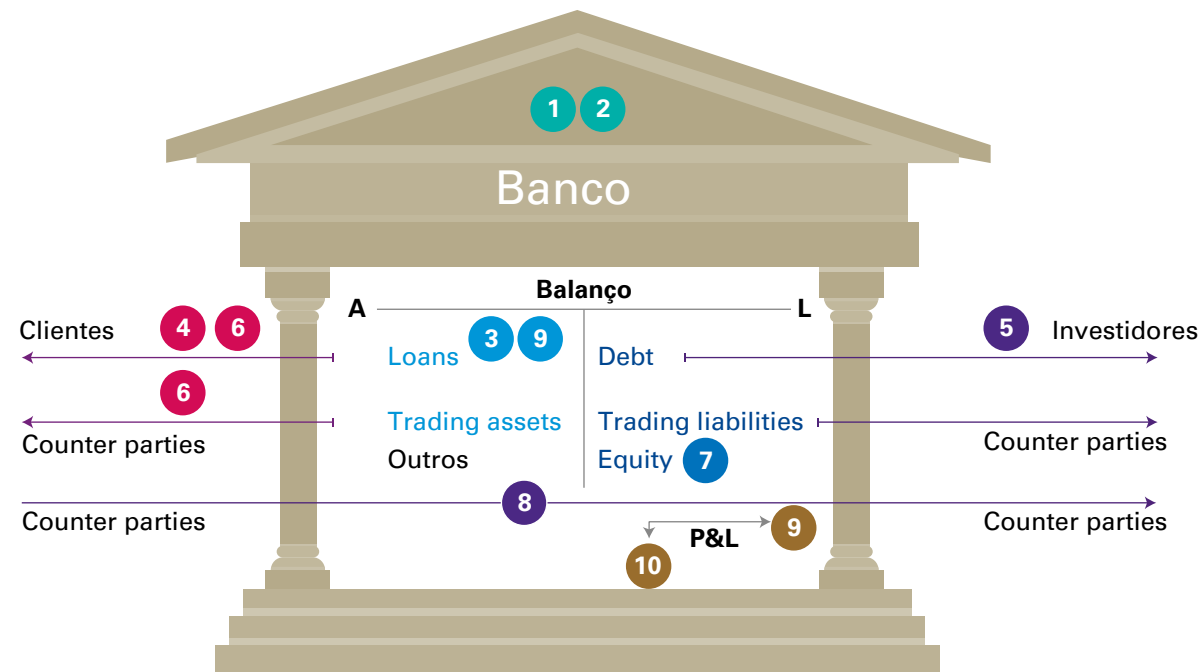 1 2
Banco
Balanço
A L
Clientes 4 6 3 9 5 Investidores
Loans Debt
6
Trading assets Trading liabilities
Counter parties Counter parties
Outros Equity 7
8
Counter parties Counter parties
P&L 9
10